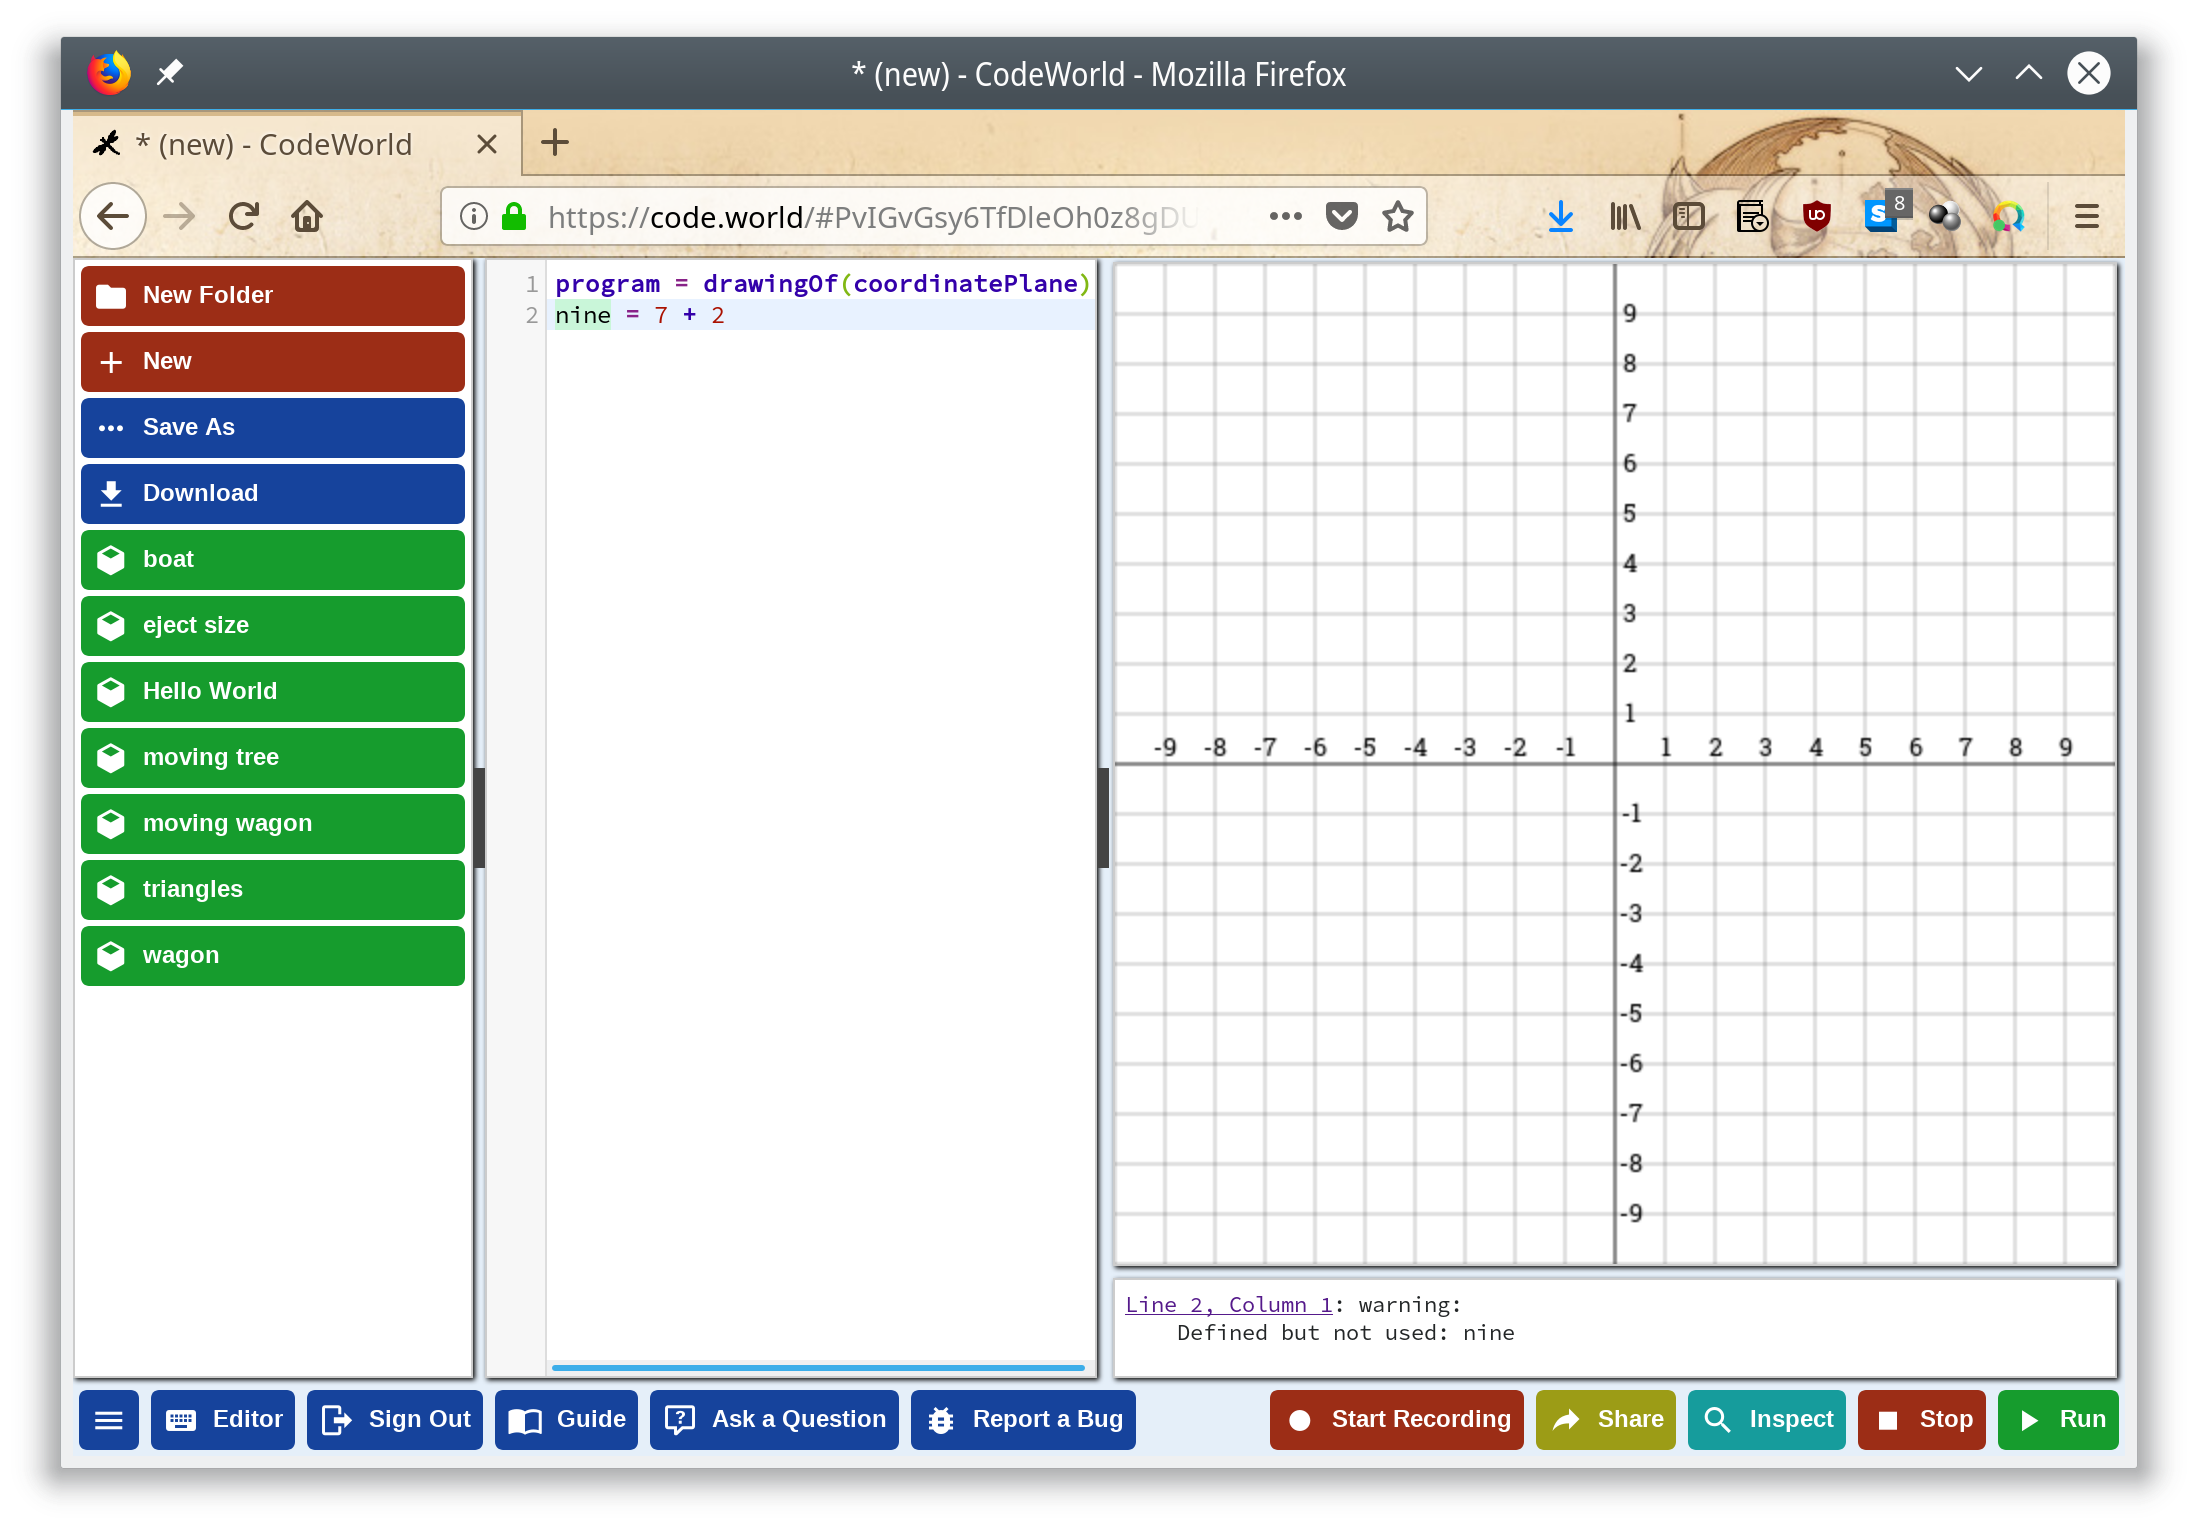 * (new) - CodeWorld - Mozilla Firefox
* (new) - CodeWorld
https://code.world/#PvIGvGsy6TfDleOh0z8gDU
8
New Folder
New
Save As
Download
boat
eject size
Hello World
moving tree
moving wagon
triangles
wagon
1 program = drawingOf(coordinatePlane)
2 nine = 7 + 2
9
8
7
6
5
4
3
2
1
-9 -8 -7 -6 -5 -4 -3 -2 -1 1 2 3 4 5 6 7 8 9
-1
-2
-3
-4
-5
-6
-7
-8
-9
Line 2, Column 1: warning:
Defined but not used: nine
Editor Sign Out Guide Ask a Question Report a Bug Start Recording Share Inspect Stop Run